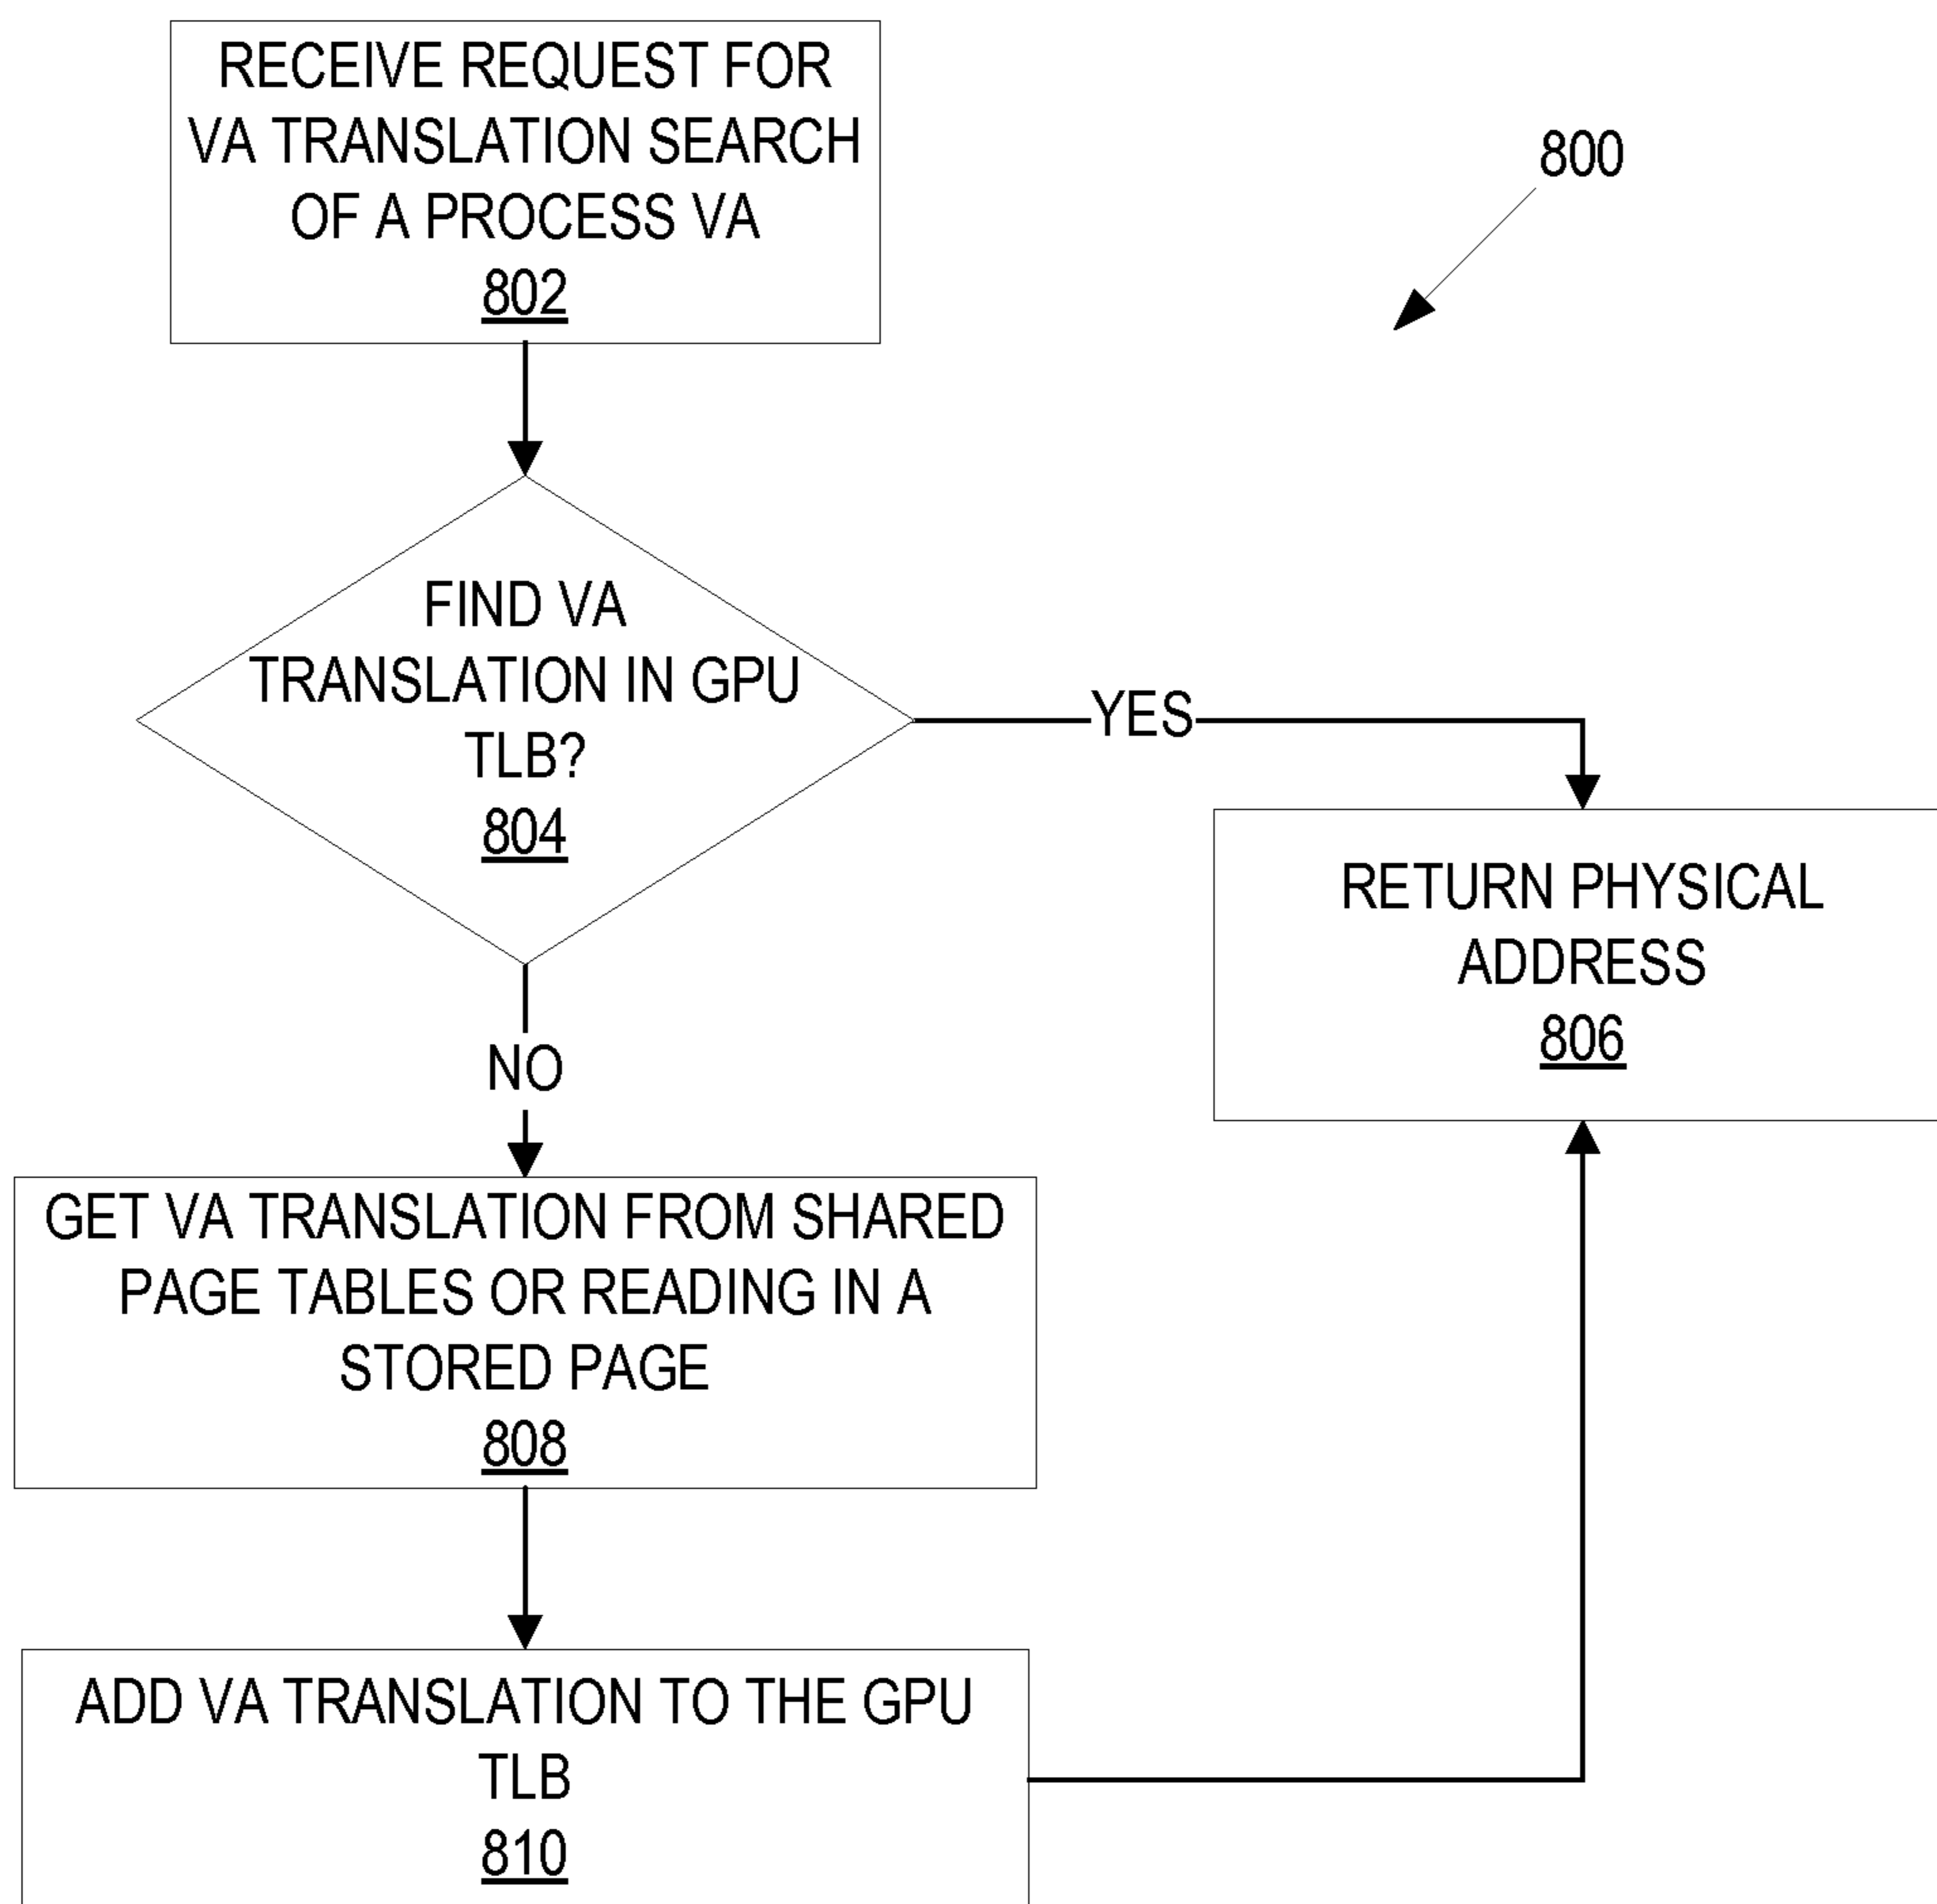 RECEIVE REQUEST FOR
VA TRANSLATION SEARCH
OF A PROCESS VA
802
800
FIND VA
TRANSLATION IN GPU
TLB?
804
YES
RETURN PHYSICAL
ADDRESS
806
NO
GET VA TRANSLATION FROM SHARED
PAGE TABLES OR READING IN A
STORED PAGE
808
ADD VA TRANSLATION TO THE GPU
TLB
810